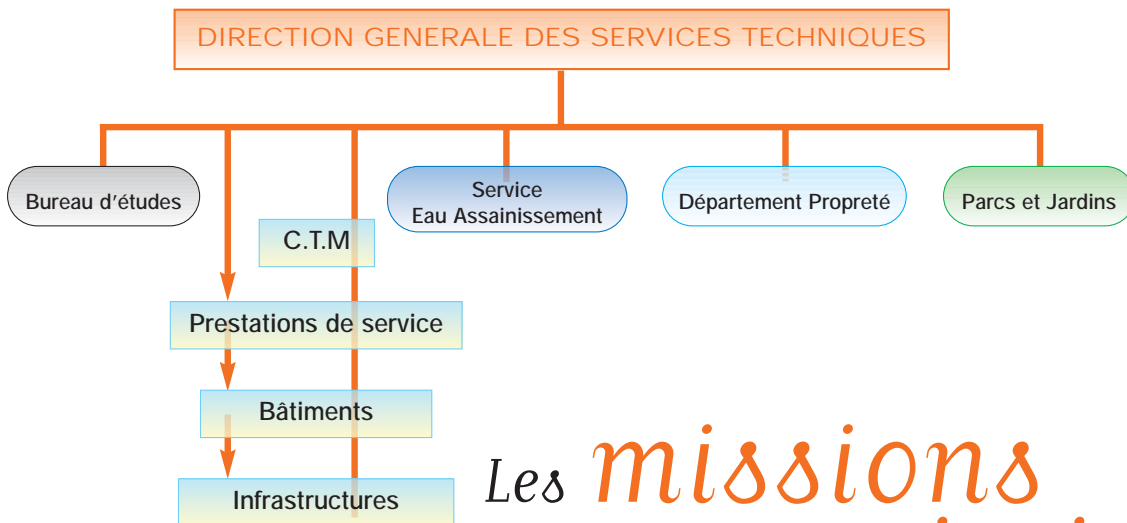 DIRECTION GENERALE DES SERVICES TECHNIQUES
Bureau d'études
Service
Eau Assainissement
Département Propreté
Parcs et Jardins
C.T.M
Prestations de service
Bâtiments
Infrastructures
Les missions